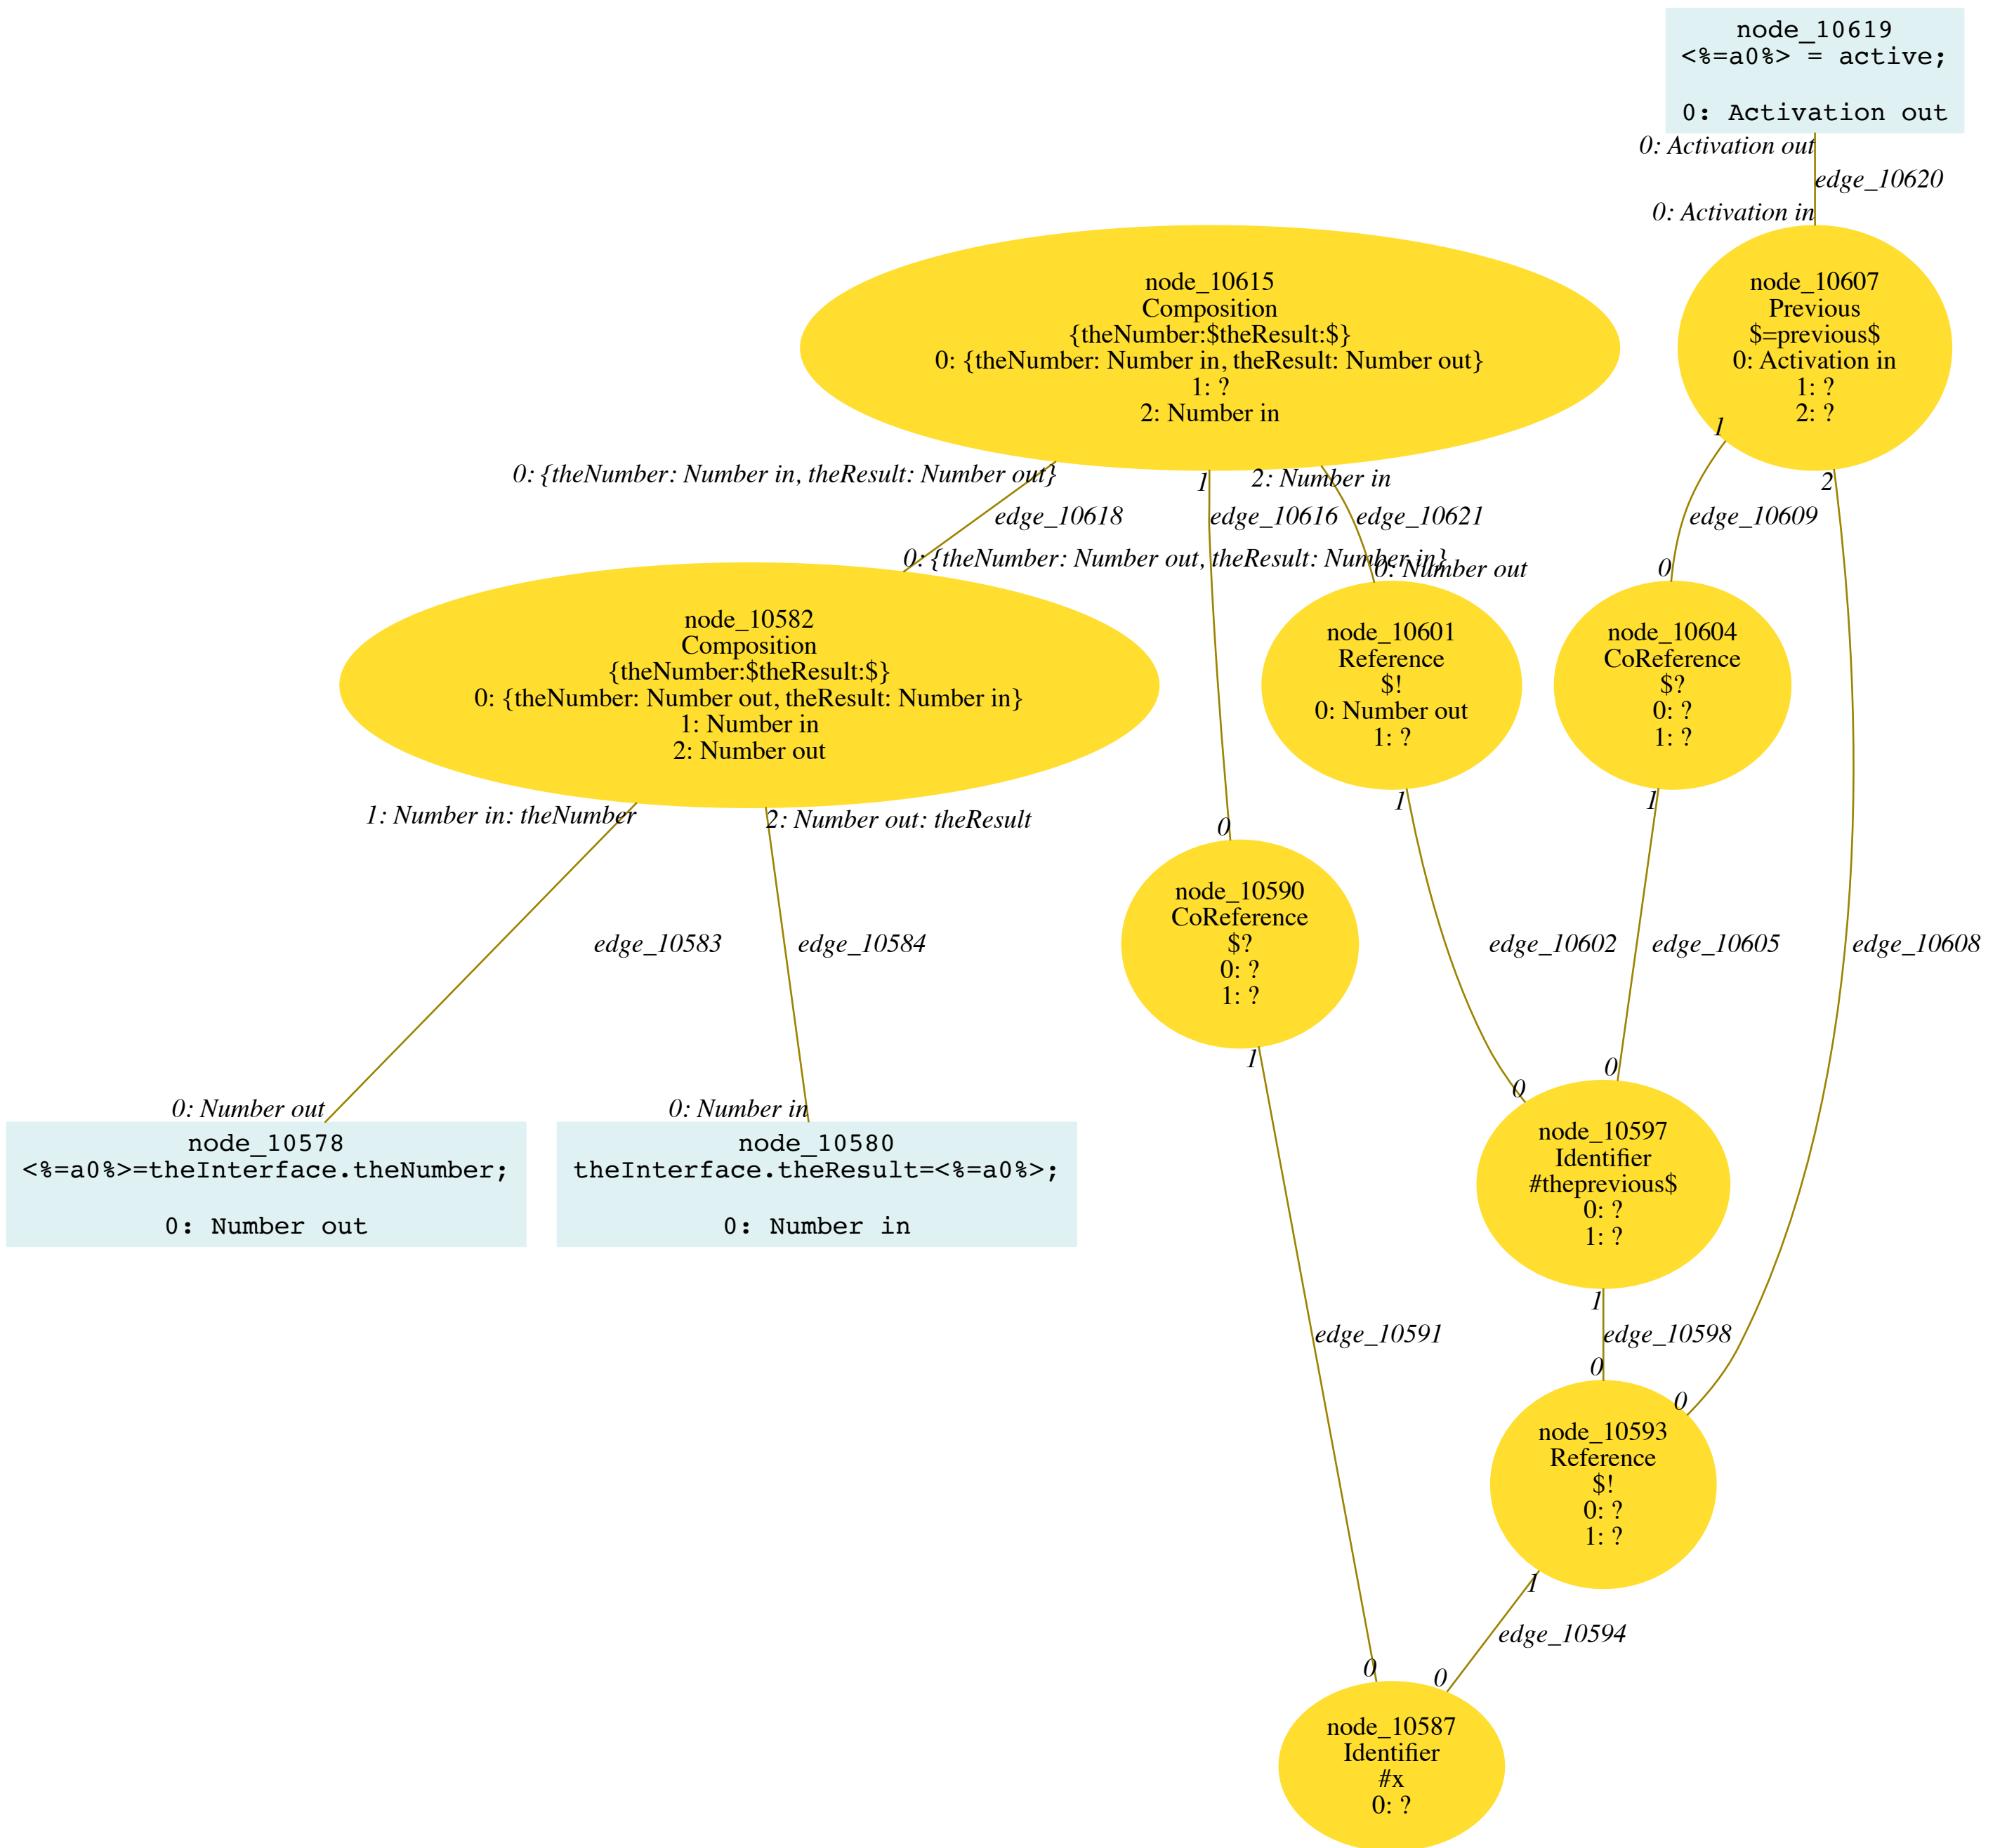 node_10619
<%=a0%> = active;
0: Activation out
0: Activation out
edge_10620
0: Activation in
node_10615
Composition
{theNumber:$theResult:$}
0: {theNumber: Number in, theResult: Number out}
1: ?
2: Number in
node_10607
Previous
$=previous$
0: Activation in
1: ?
2: ?
0: {theNumber: Number in, theResult: Number out}
1
2: Number in
1
2
edge_10618
edge_10616
edge_10621
edge_10609
0: {theNumber: Number out, theResult: Number in}
0: Number out
0
node_10582
Composition
{theNumber:$theResult:$}
0: {theNumber: Number out, theResult: Number in}
1: Number in
2: Number out
node_10601
Reference
$!
0: Number out
1: ?
node_10604
CoReference
$?
0: ?
1: ?
1: Number in: theNumber
2: Number out: theResult
0
1
1
node_10590
CoReference
$?
0: ?
1: ?
edge_10583
edge_10584
edge_10602
edge_10605
edge_10608
1
0: Number out
0: Number in
0
0
node_10578
<%=a0%>=theInterface.theNumber;
0: Number out
node_10580
theInterface.theResult=<%=a0%>;
0: Number in
node_10597
Identifier
#theprevious$
0: ?
1: ?
1
edge_10591
edge_10598
0
0
node_10593
Reference
$!
0: ?
1: ?
1
edge_10594
0
0
node_10587
Identifier
#x
0: ?